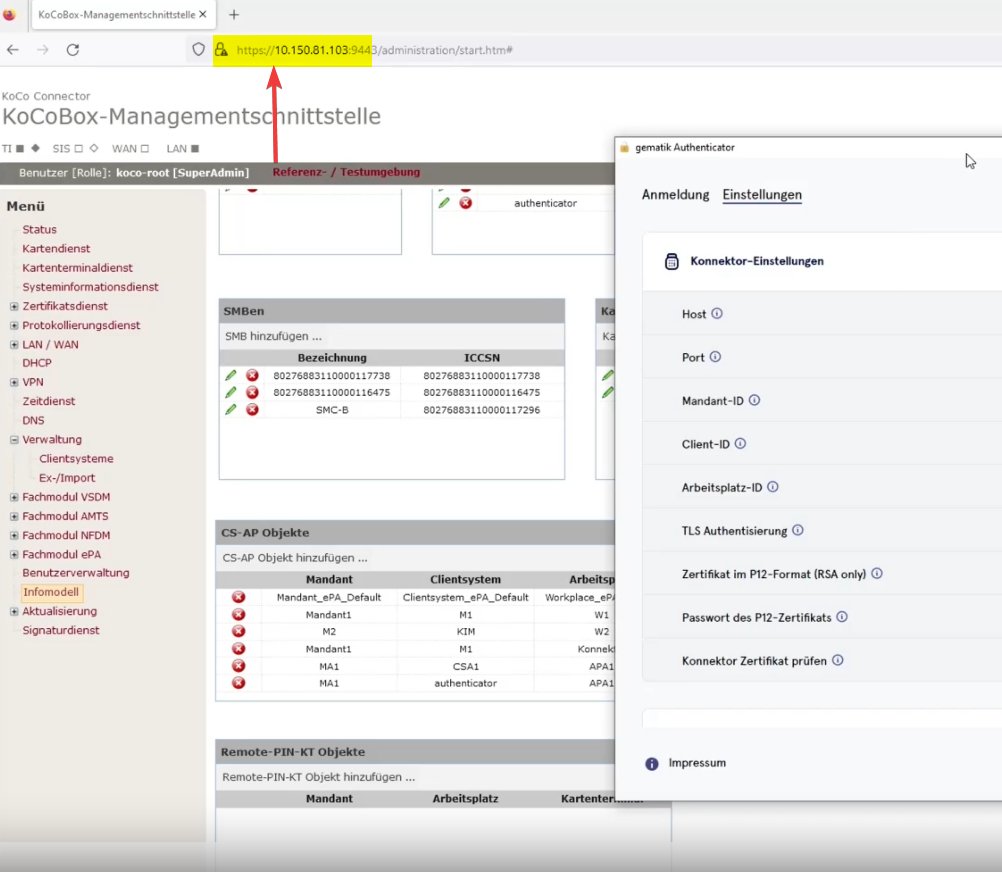 KoCoBox-Managementschnittstelle
https://10.150.81.103:9443/administration/start.htm#
KoCo Connector
KoCoBox-Managementschnittstelle
TI SIS WAN LAN
Benutzer [Rolle]: koco-root [SuperAdmin] Referenz- / Testumgebung
Menü
Status
Kartendienst
Kartenterminaldienst
Systeminformationsdienst
Zertifikatsdienst
Protokollierungsdienst
LAN / WAN
DHCP
VPN
Zeitdienst
DNS
Verwaltung
Clientsysteme
Ex-/Import
Fachmodul VSDM
Fachmodul AMTS
Fachmodul NFDM
Fachmodul ePA
Benutzerverwaltung
Infomodell
Aktualisierung
Signaturdienst
authenticator
SMBen
SMB hinzufügen ...
Bezeichnung ICCSN
80276883110000117738 80276883110000117738
80276883110000116475 80276883110000116475
SMC-B 80276883110000117296
Ka
Ka
CS-AP Objekte
CS-AP Objekt hinzufügen ...
Mandant Clientsystem Arbeitsp
Mandant_ePA_Default Clientsystem_ePA_Default Workplace_ePA
Mandant1 M1 W1
M2 KIM W2
Mandant1 M1 Konnek
MA1 CSA1 APA1
MA1 authenticator APA1
Remote-PIN-KT Objekte
Remote-PIN-KT Objekt hinzufügen ...
Mandant Arbeitsplatz
gematik Authenticator
Anmeldung Einstellungen
Konnektor-Einstellungen
Host
Port
Mandant-ID
Client-ID
Arbeitsplatz-ID
TLS Authentisierung
Zertifikat im P12-Format (RSA only)
Passwort des P12-Zertifikats
Konnektor Zertifikat prüfen
Impressum